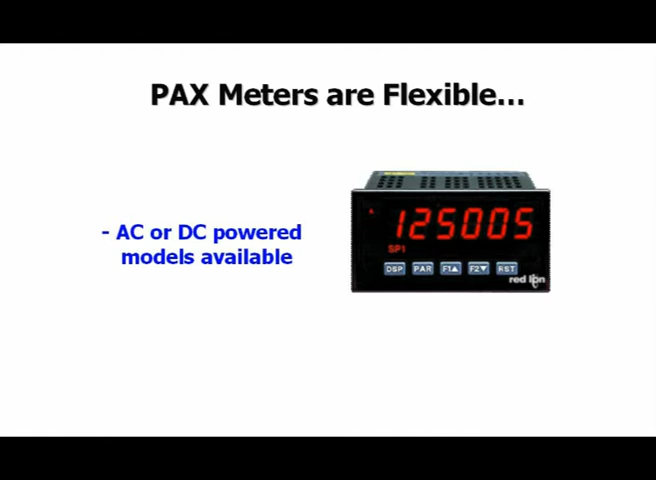 PAX Meters are Flexible...
- AC or DC powered
models available
125005
SP1
DSP PAR F1▲ F2▼ RST
red lion